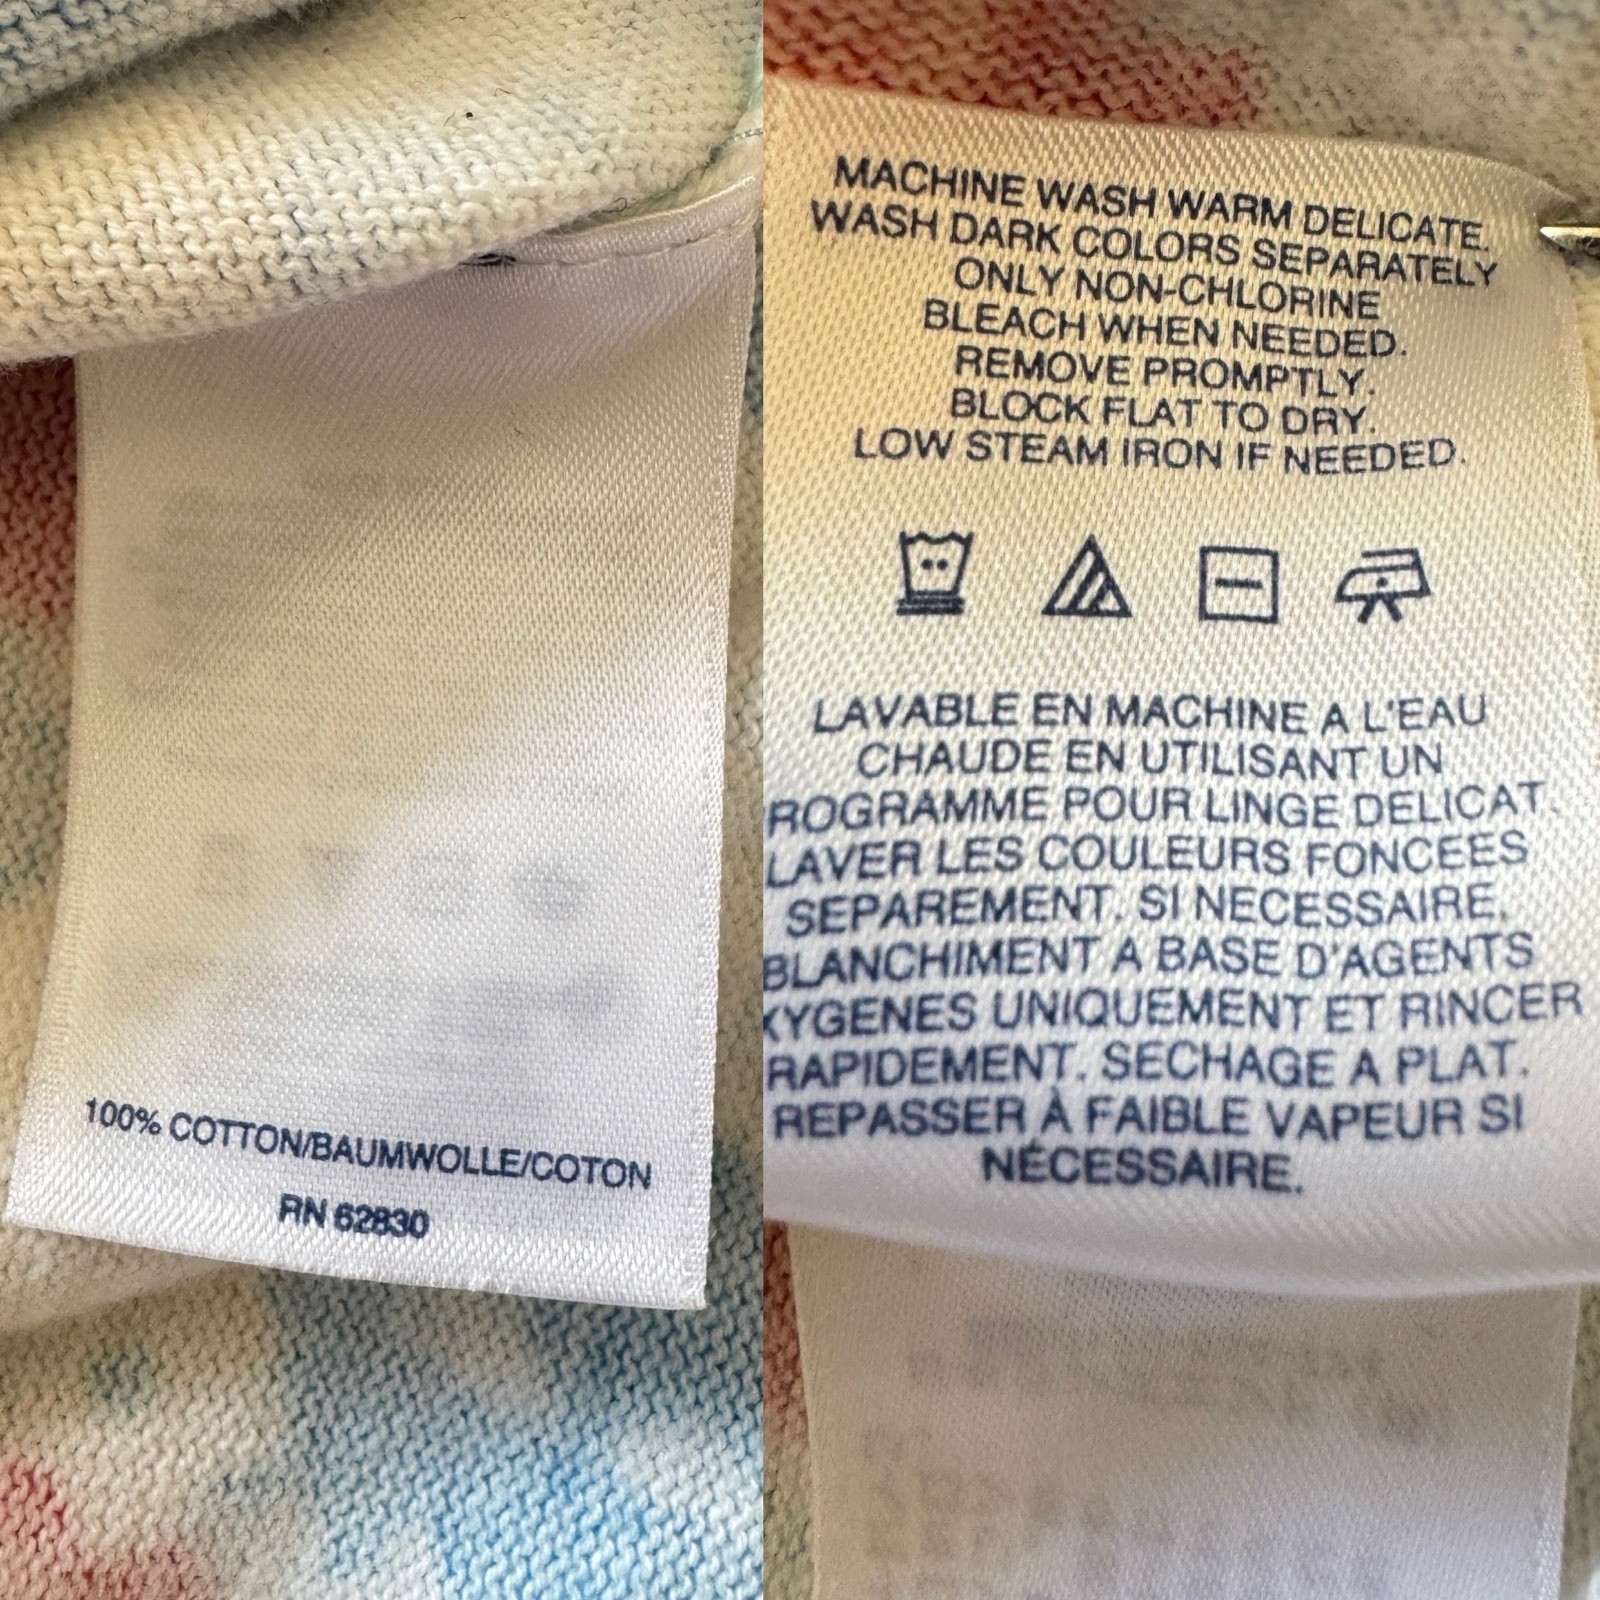 100% COTTON/BAUMWOLLE/COTON
RN 62830
MACHINE WASH WARM DELICATE.
WASH DARK COLORS SEPARATELY
ONLY NON-CHLORINE
BLEACH WHEN NEEDED.
REMOVE PROMPTLY.
BLOCK FLAT TO DRY.
LOW STEAM IRON IF NEEDED.
LAVABLE EN MACHINE A L'EAU
CHAUDE EN UTILISANT UN
ROGRAMME POUR LINGE DELICAT.
LAVER LES COULEURS FONCEES
SEPAREMENT. SI NECESSAIRE,
BLANCHIMENT A BASE D'AGENTS
XYGENES UNIQUEMENT ET RINCER
RAPIDEMENT. SECHAGE A PLAT.
REPASSER À FAIBLE VAPEUR SI
NÉCESSAIRE.